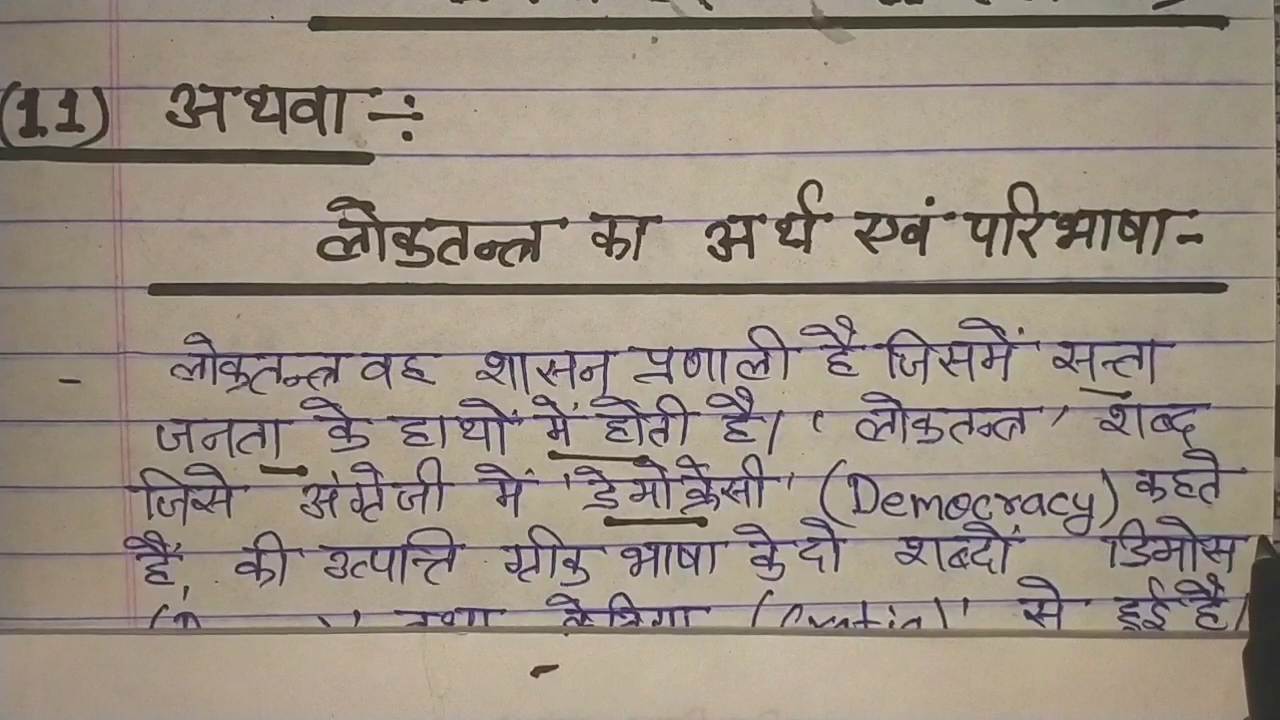 (11) अथवा -:
लोकतन्त्र का अर्थ एवं परिभाषा-
- लोकतन्त्र वह शासन प्रणाली है जिसमें सत्ता
जनता के हाथों में होती है। 'लोकतन्त्र' शब्द
जिसे अंग्रेजी में 'डेमोक्रेसी' (Democracy) कहते
हैं, की उत्पत्ति ग्रीक भाषा के दो शब्दों डिमोस
से हुई है।